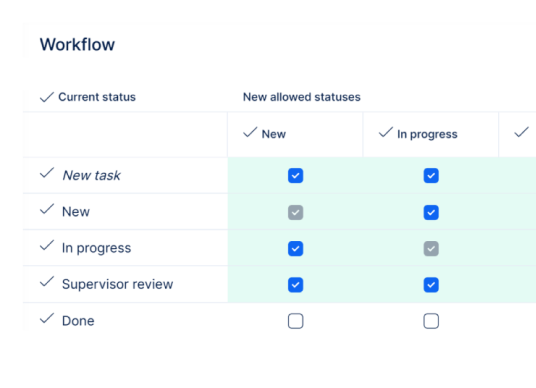 Workflow
Current status New allowed statuses
New In progress
New task
New
In progress
Supervisor review
Done